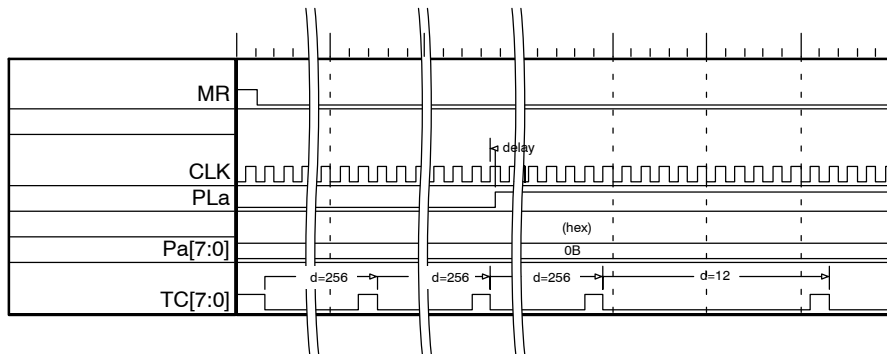 MR
delay
CLK
PLa
(hex)
Pa[7:0] 0B
d=256 d=256 d=256 d=12
TC[7:0]